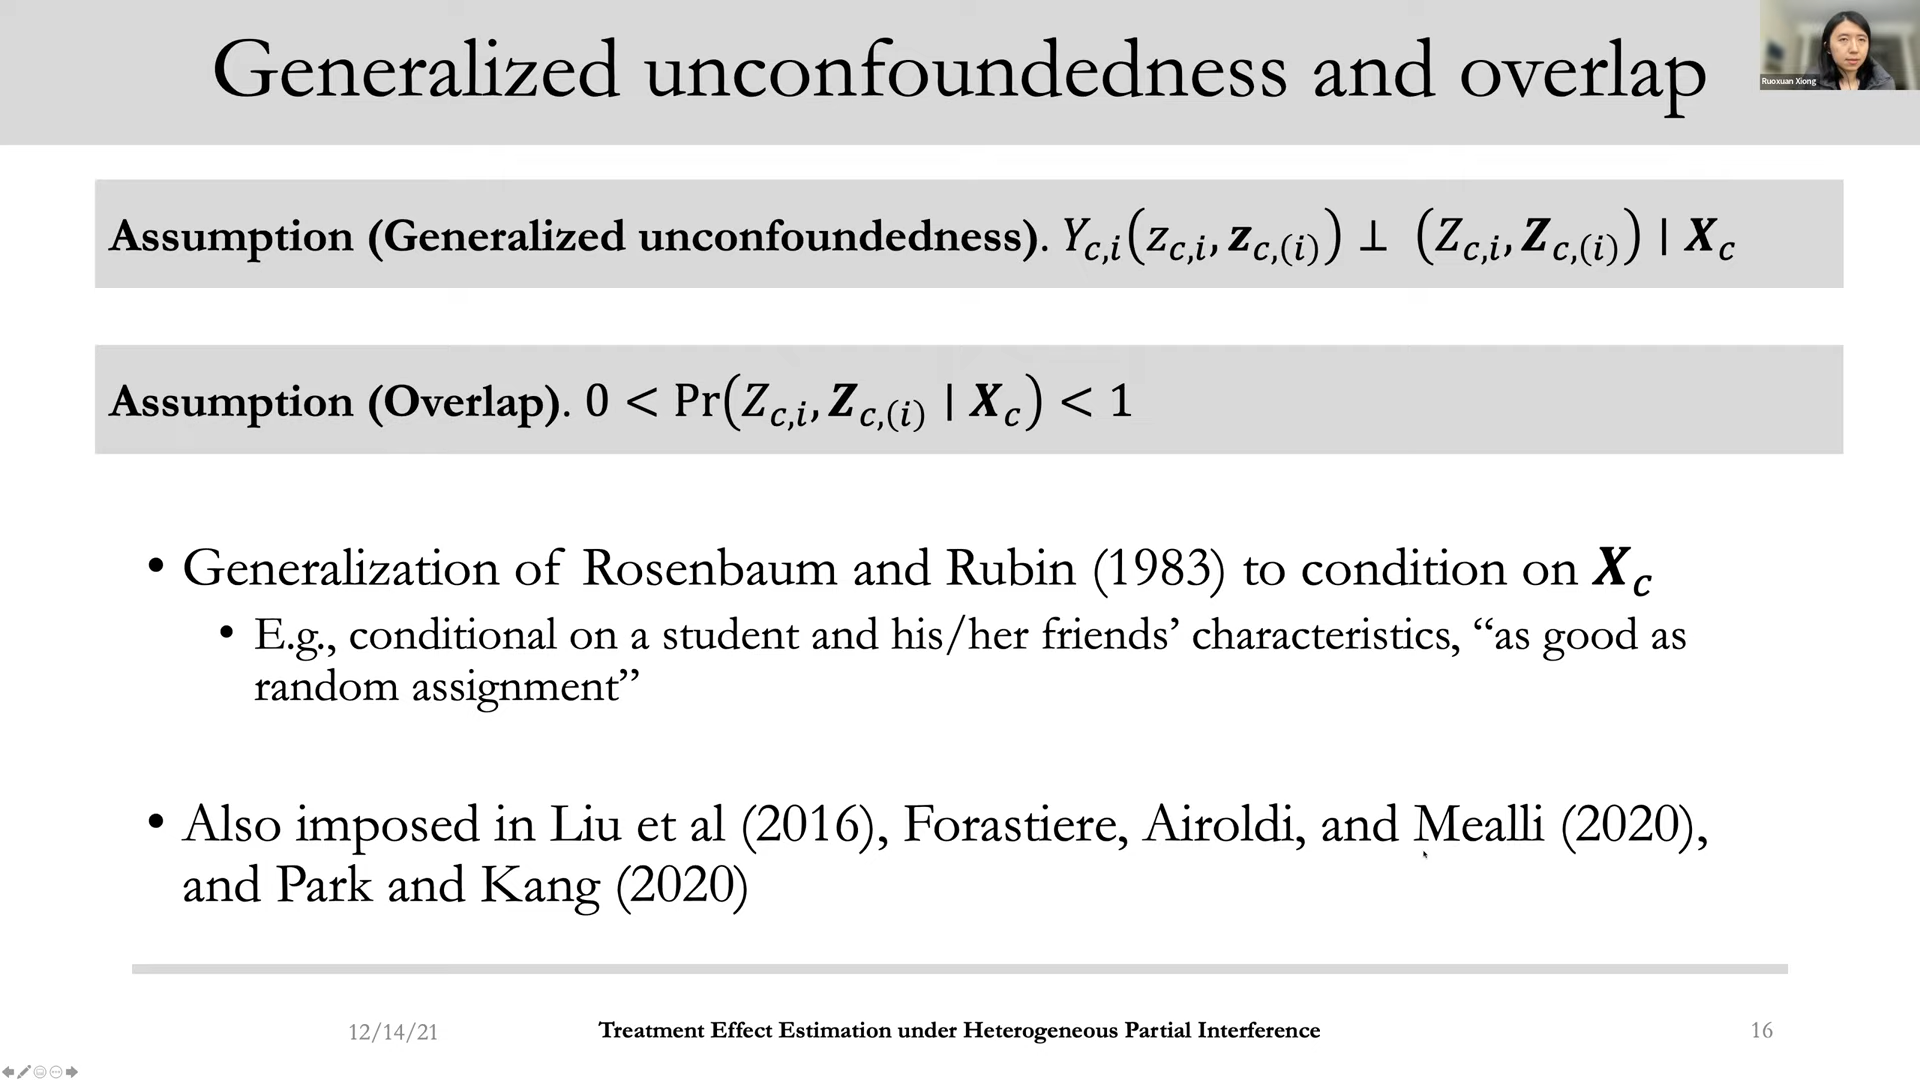 Generalized unconfoundedness and overlap
Ruoxuan Xiong
Assumption (Generalized unconfoundedness). Y_{c,i}(z_{c,i}, 𝒛_{c,(i)}) ⊥ (Z_{c,i}, 𝒁_{c,(i)}) | 𝑿_c
Assumption (Overlap). 0 < Pr(Z_{c,i}, 𝒁_{c,(i)} | 𝑿_c) < 1
• Generalization of Rosenbaum and Rubin (1983) to condition on 𝑿_c
• E.g., conditional on a student and his/her friends’ characteristics, “as good as
random assignment”
• Also imposed in Liu et al (2016), Forastiere, Airoldi, and Mealli (2020),
and Park and Kang (2020)
12/14/21
Treatment Effect Estimation under Heterogeneous Partial Interference
16